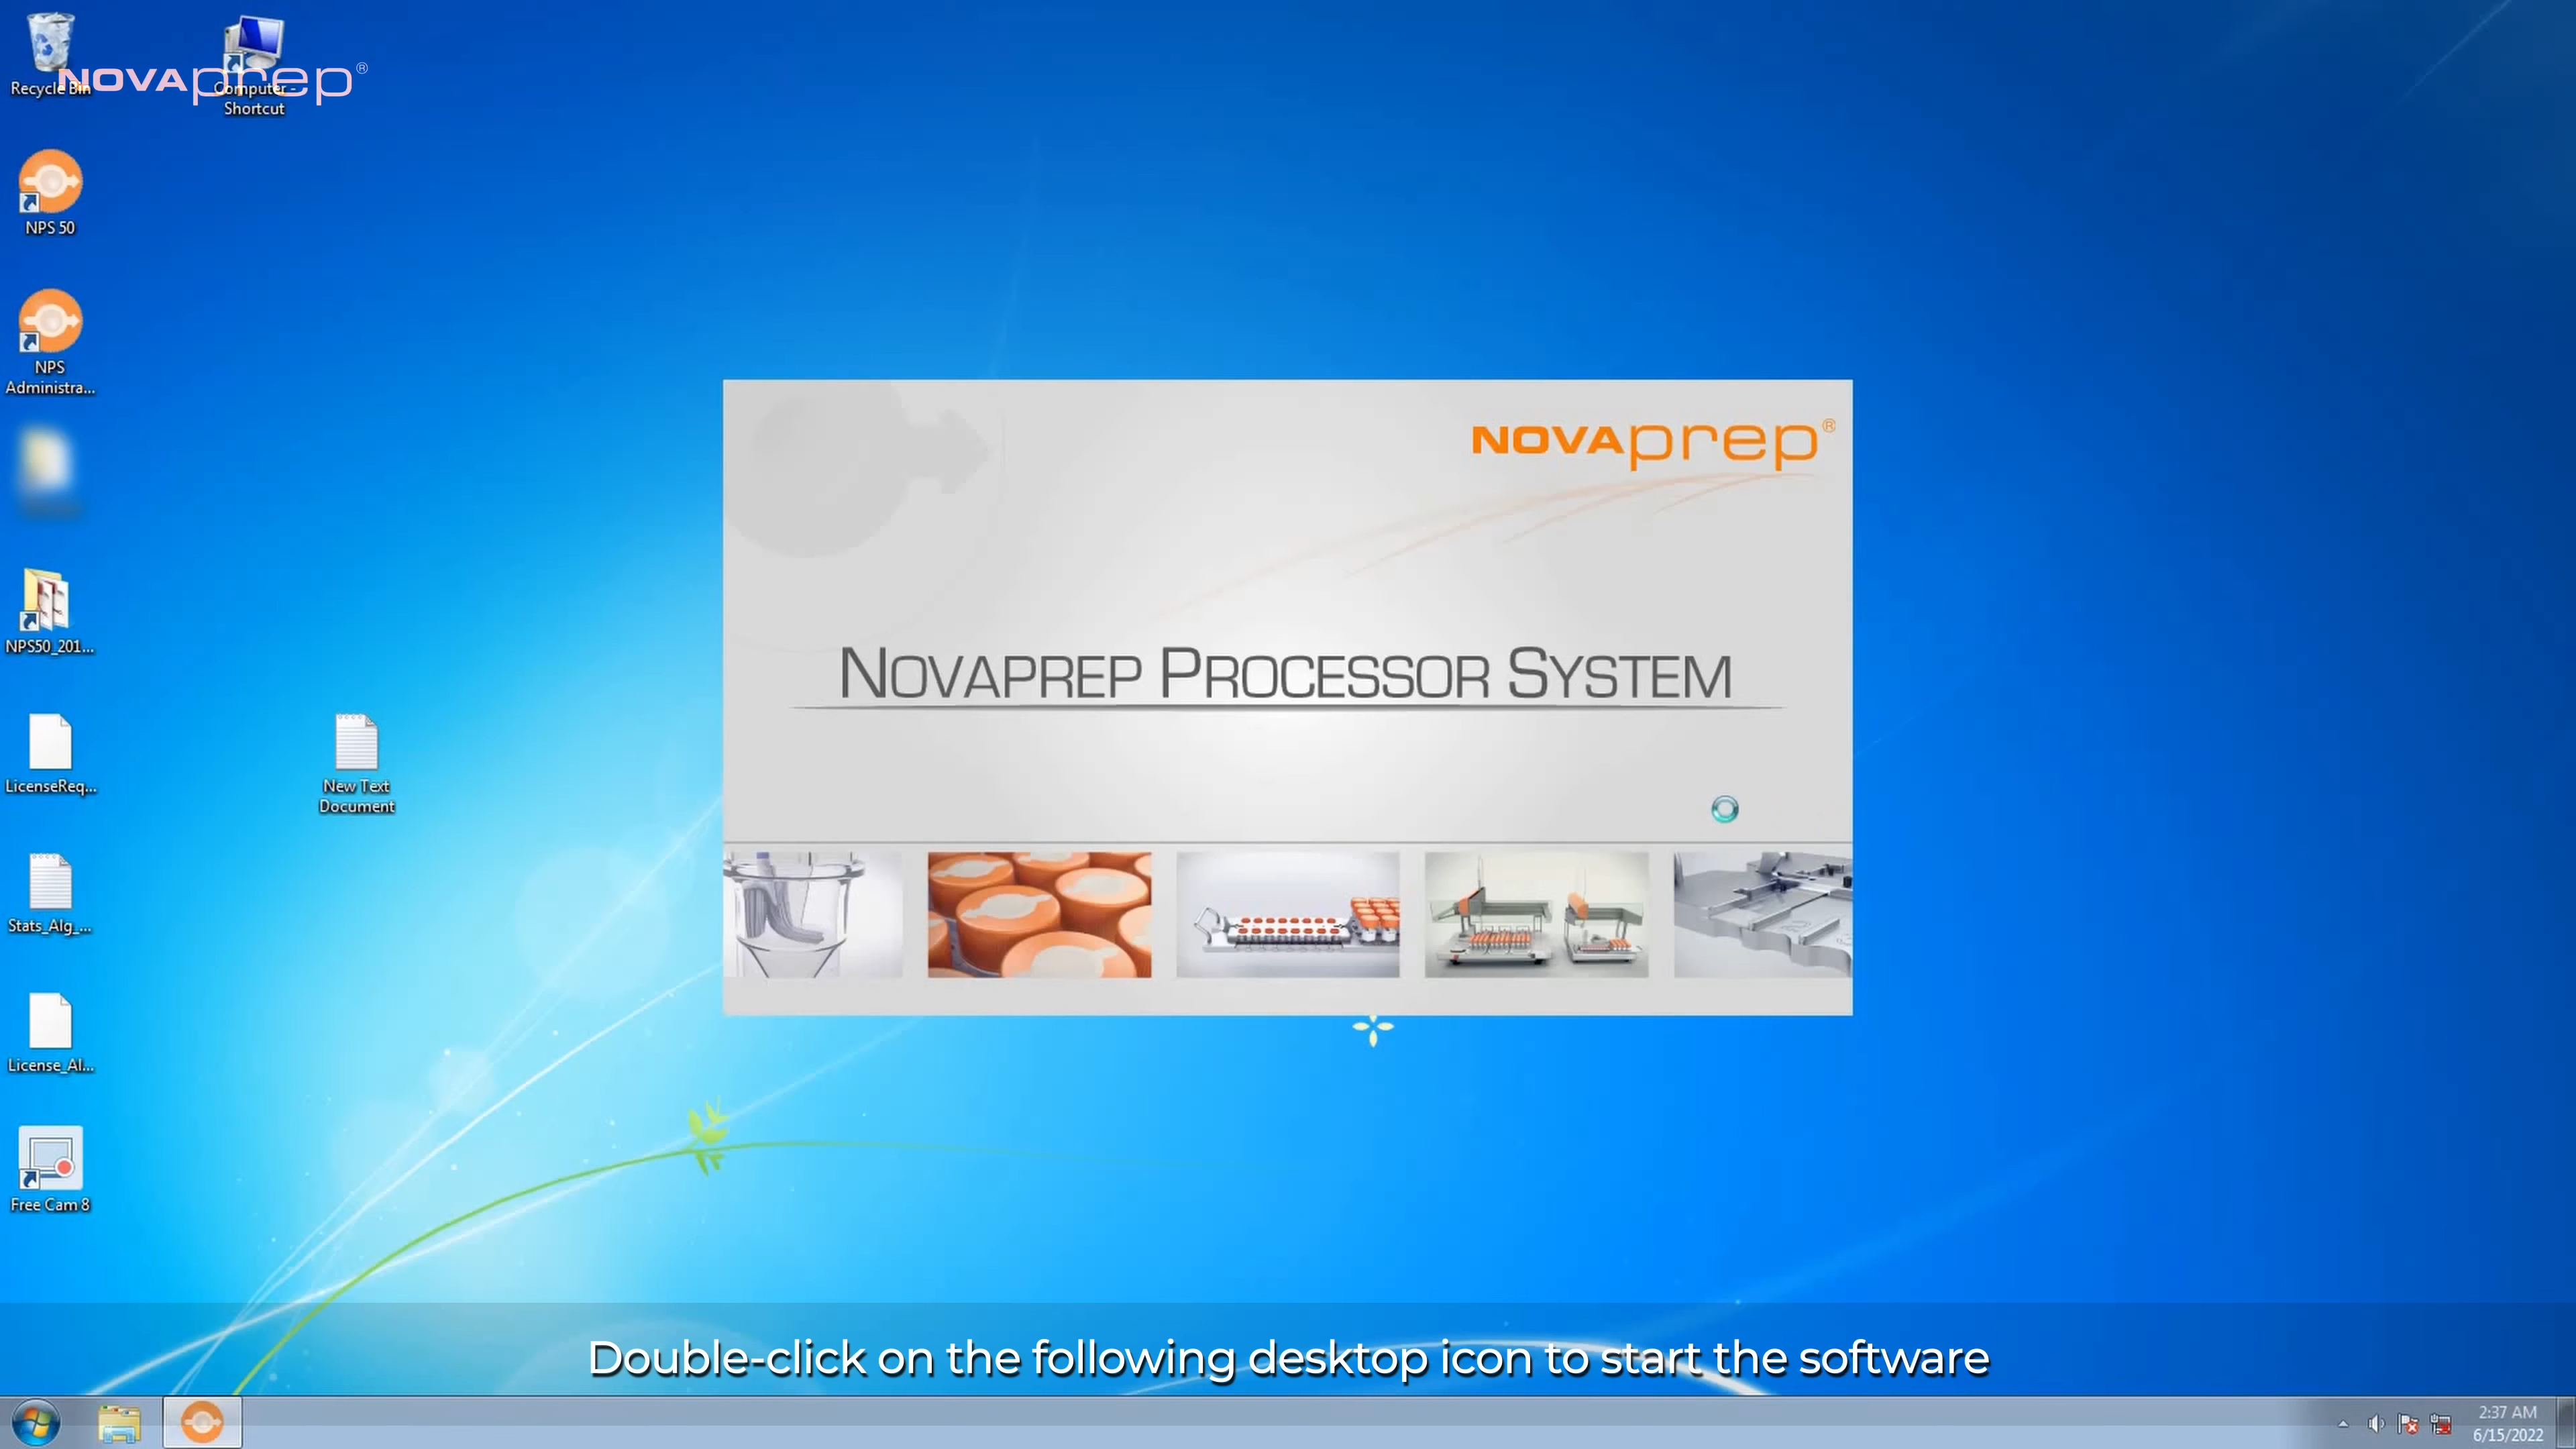 Recycle Bin
NOVAprep®
Computer -
Shortcut
NPS 50
NPS
Administra...
NPS50_201...
LicenseReq...
New Text
Document
Stats_Alg_...
License_Al...
Free Cam 8
NOVAprep®
NOVAPREP PROCESSOR SYSTEM
Double-click on the following desktop icon to start the software
2:37 AM
6/15/2022